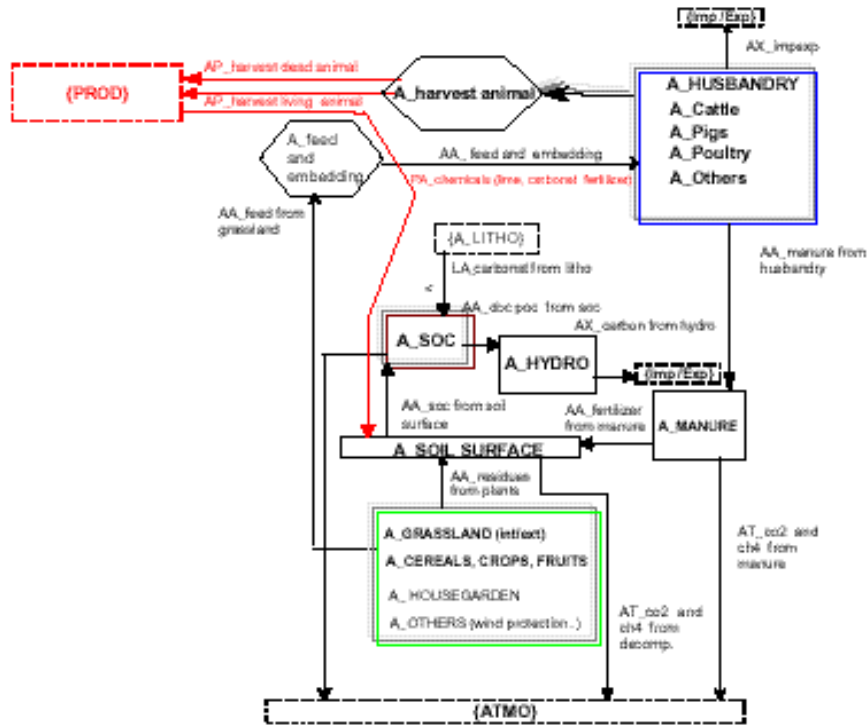 {Imp/Exp}
AX_impexp
AP_harvest dead animal
{PROD}
A_harvest animal
AP_harvest living animal
A_HUSBANDRY
A_Cattle
A_Pigs
A_Poultry
A_Others
A_feed
and
embedding
AA_feed and embedding
PA_chemicals (lime, carbonat fertilizer)
AA_feed from
grassland
{A_LITHO}
AA_manure from
husbandry
LA_carbonat from litho
<
AA_doc poc from soc
AX_carbon from hydro
A_SOC
A_HYDRO
{Imp/Exp}
AA_soc from soil
surface
AA_fertilizer
from manure
A_MANURE
A_SOIL SURFACE
AA_residues
from plants
A_GRASSLAND (int/ext)
A_CEREALS, CROPS, FRUITS
A_HOUSEGARDEN
A_OTHERS (wind protection..)
AT_co2 and
ch4 from
manure
AT_co2 and
ch4 from
decomp.
{ATMO}